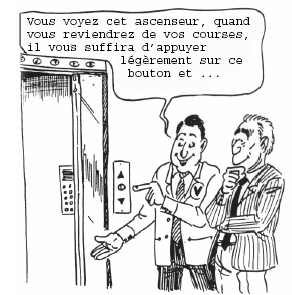 Vous voyez cet ascenseur, quand
vous reviendrez de vos courses,
il vous suffira d'appuyer
légèrement sur ce
bouton et ...